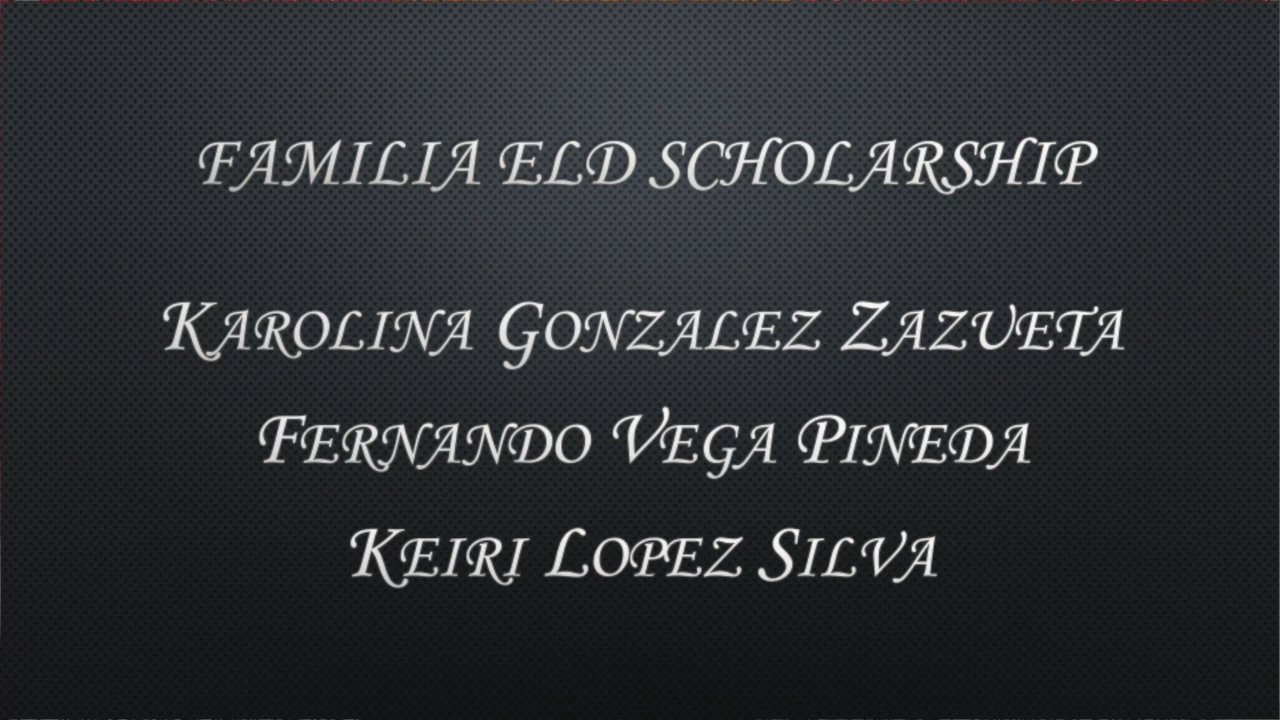 FAMILIA ELD SCHOLARSHIP
KAROLINA GONZALEZ ZAZUETA
FERNANDO VEGA PINEDA
KEIRI LOPEZ SILVA